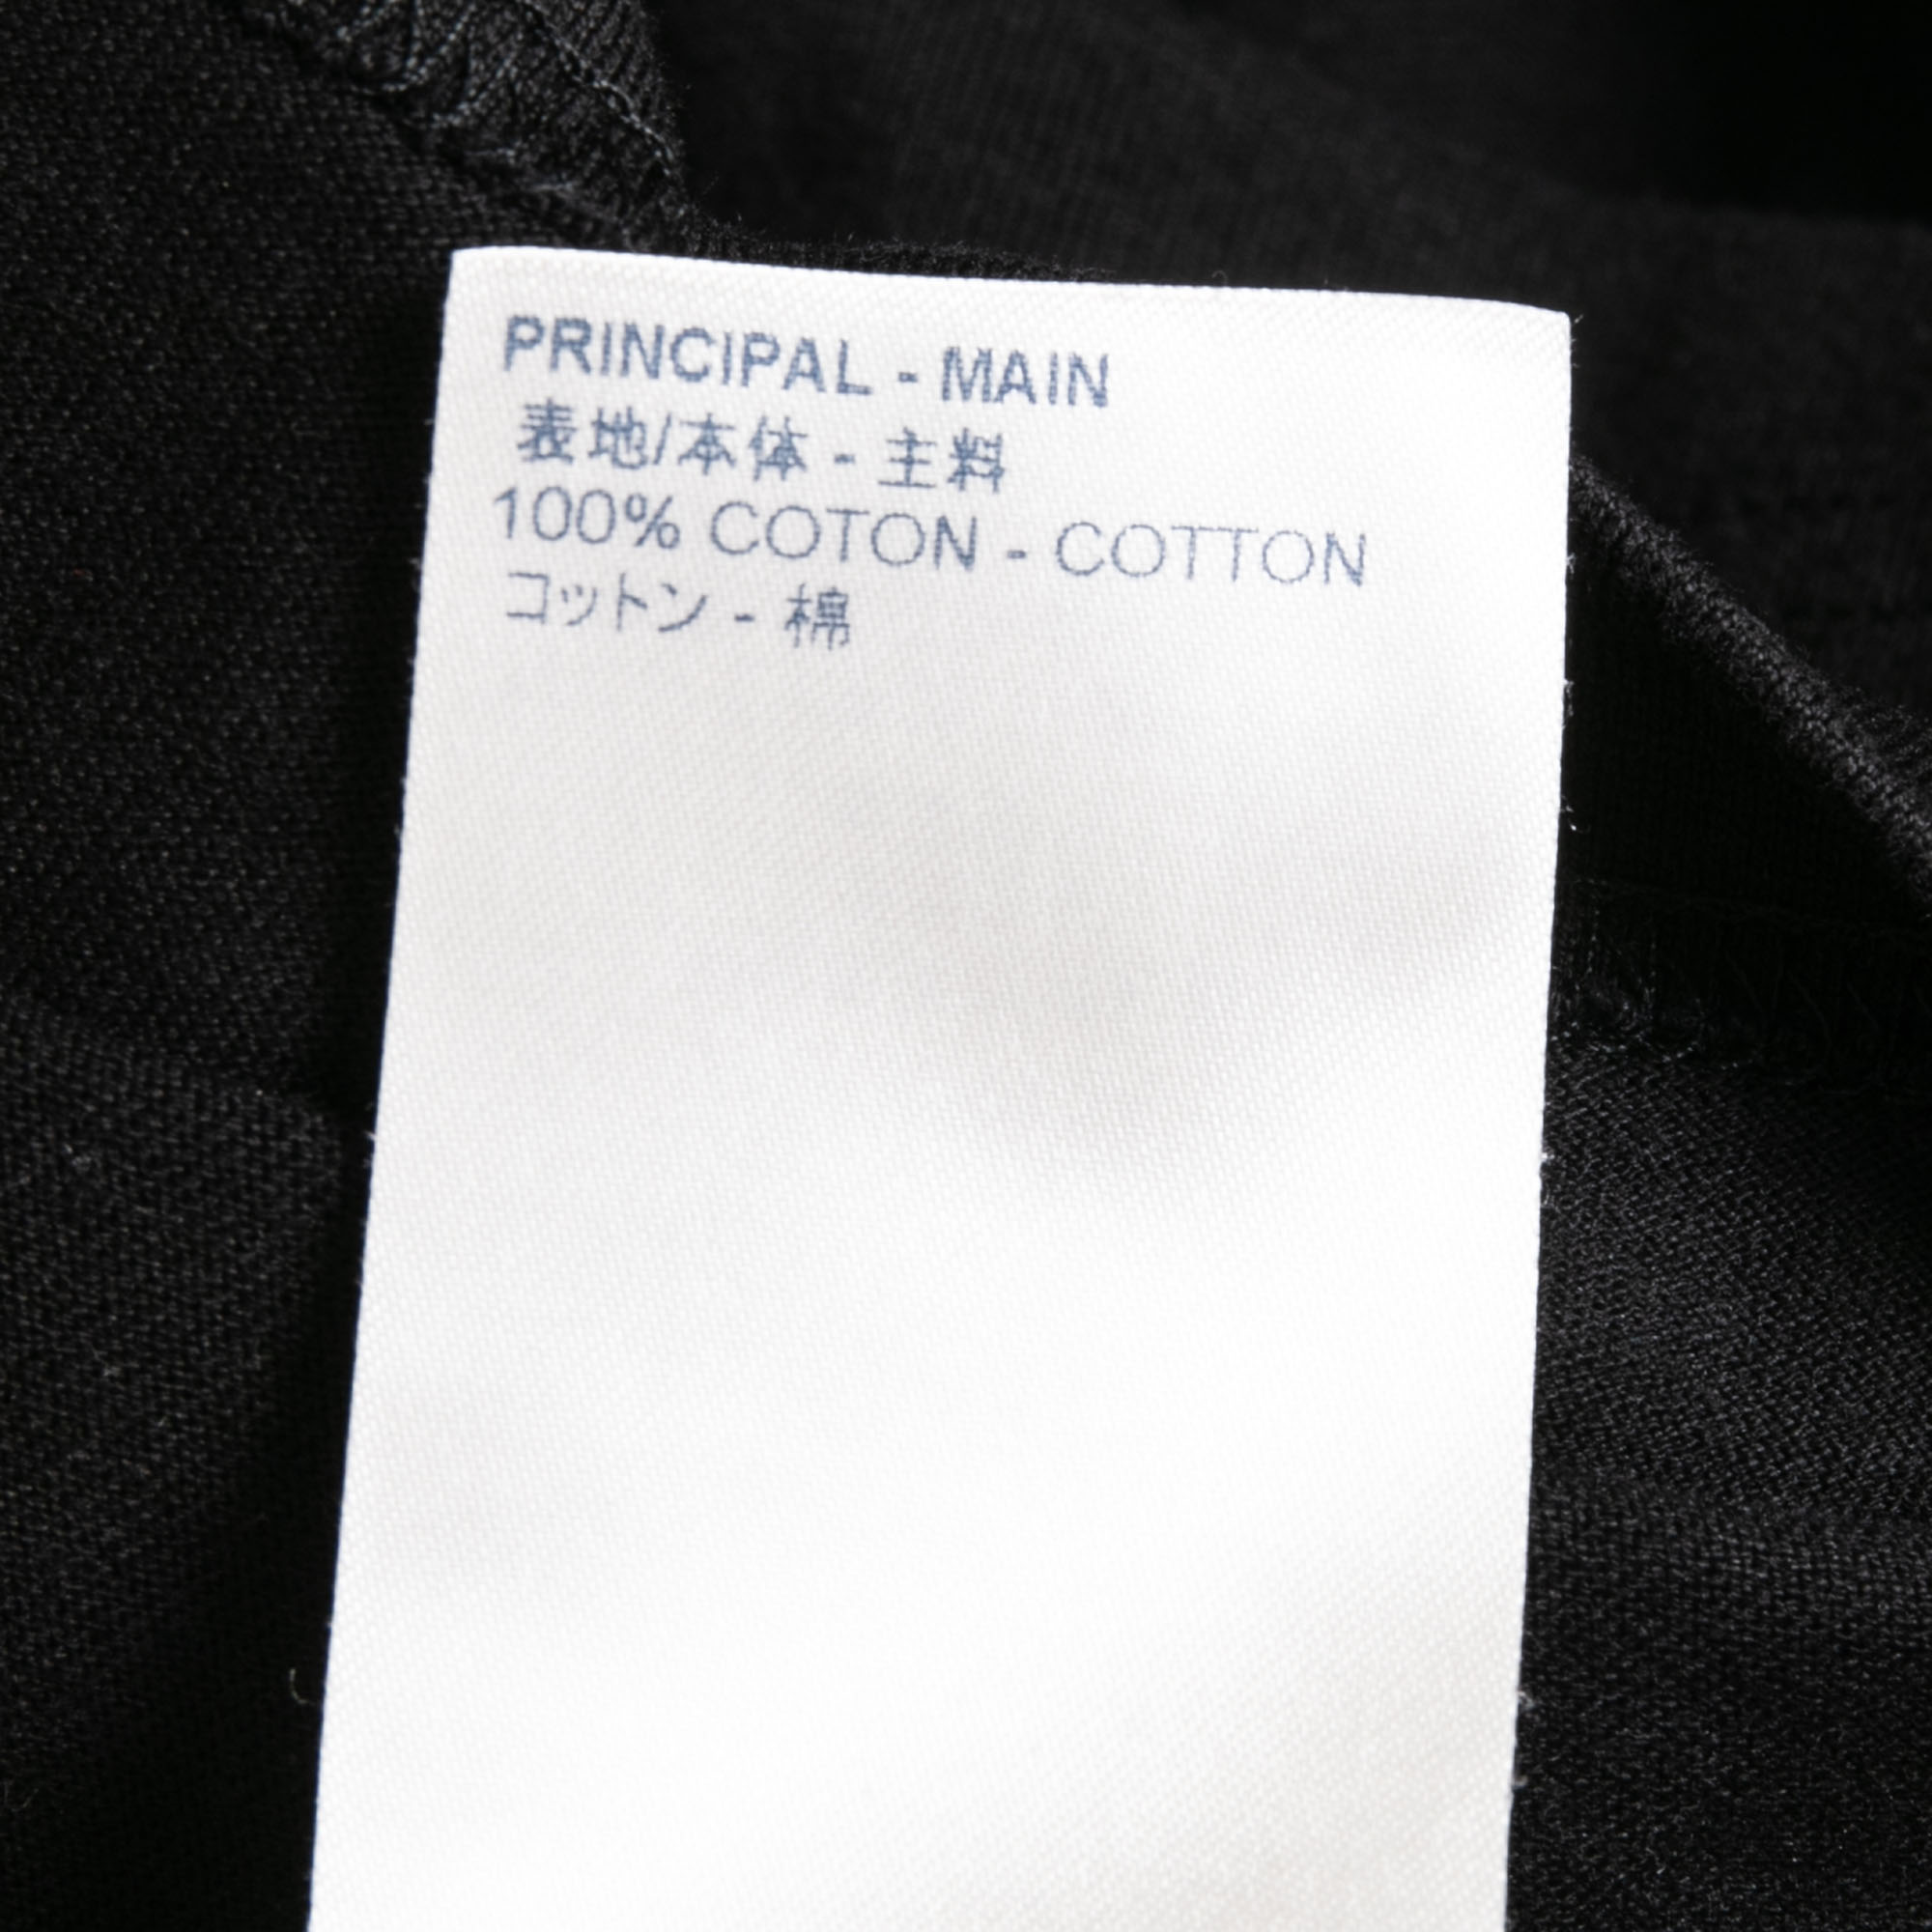 PRINCIPAL - MAIN
表地/本体 - 主料
100% COTON - COTTON
コットン - 棉